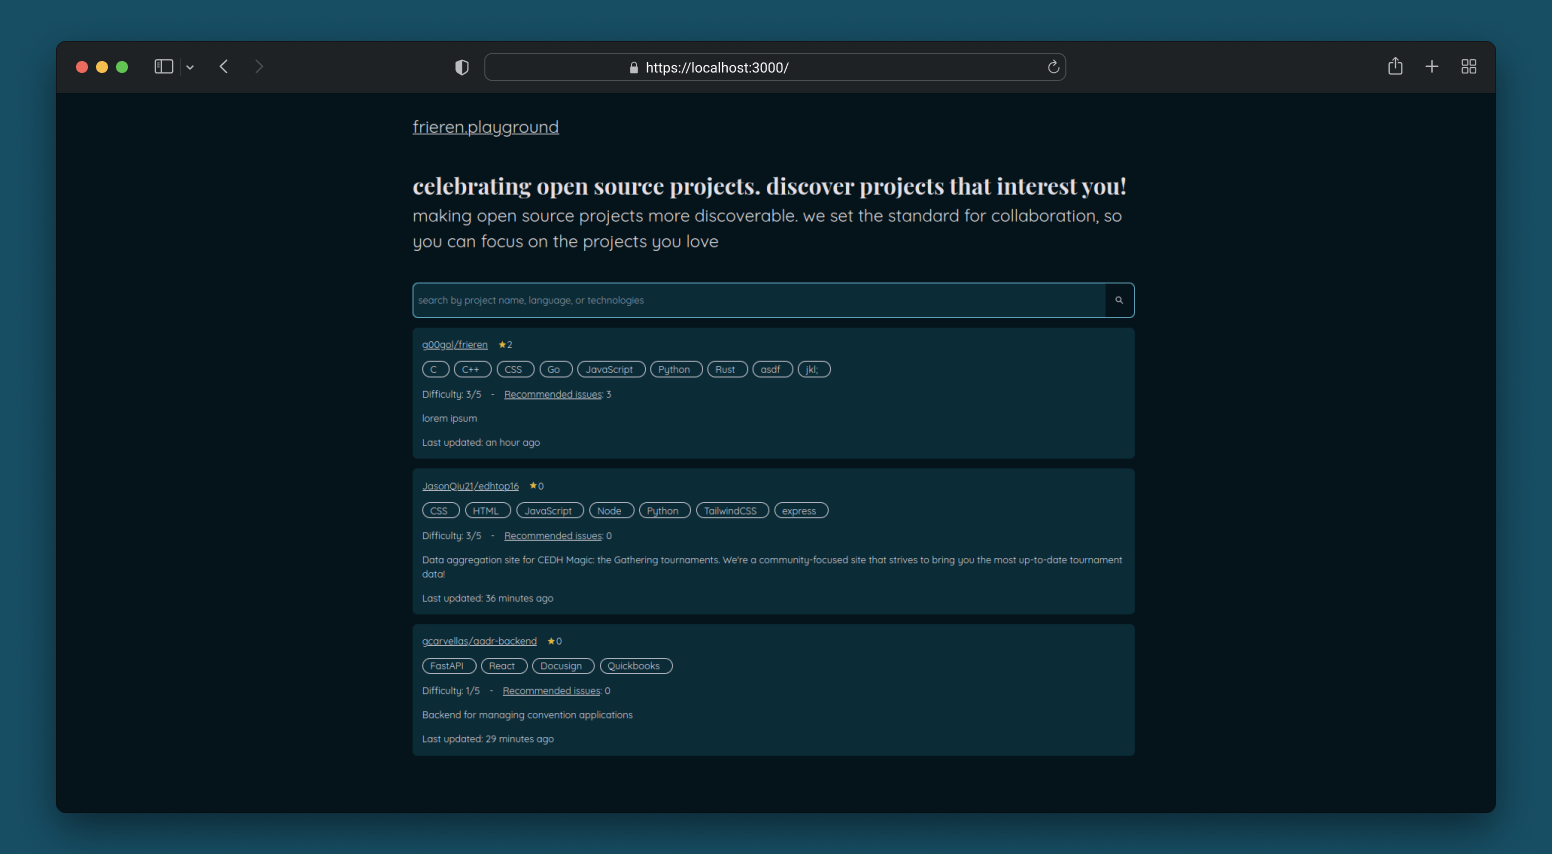 https://localhost:3000/
frieren.playground
celebrating open source projects. discover projects that interest you!
making open source projects more discoverable. we set the standard for collaboration, so
you can focus on the projects you love
search by project name, language, or technologies
g00gol/frieren ★2
C C++ CSS Go JavaScript Python Rust asdf jkl;
Difficulty: 3/5 - Recommended issues: 3
lorem ipsum
Last updated: an hour ago
JasonQiu21/edhtop16 ★0
CSS HTML JavaScript Node Python TailwindCSS express
Difficulty: 3/5 - Recommended issues: 0
Data aggregation site for CEDH Magic: the Gathering tournaments. We're a community-focused site that strives to bring you the most up-to-date tournament
data!
Last updated: 36 minutes ago
gcarvellas/aadr-backend ★0
FastAPI React Docusign Quickbooks
Difficulty: 1/5 - Recommended issues: 0
Backend for managing convention applications
Last updated: 29 minutes ago